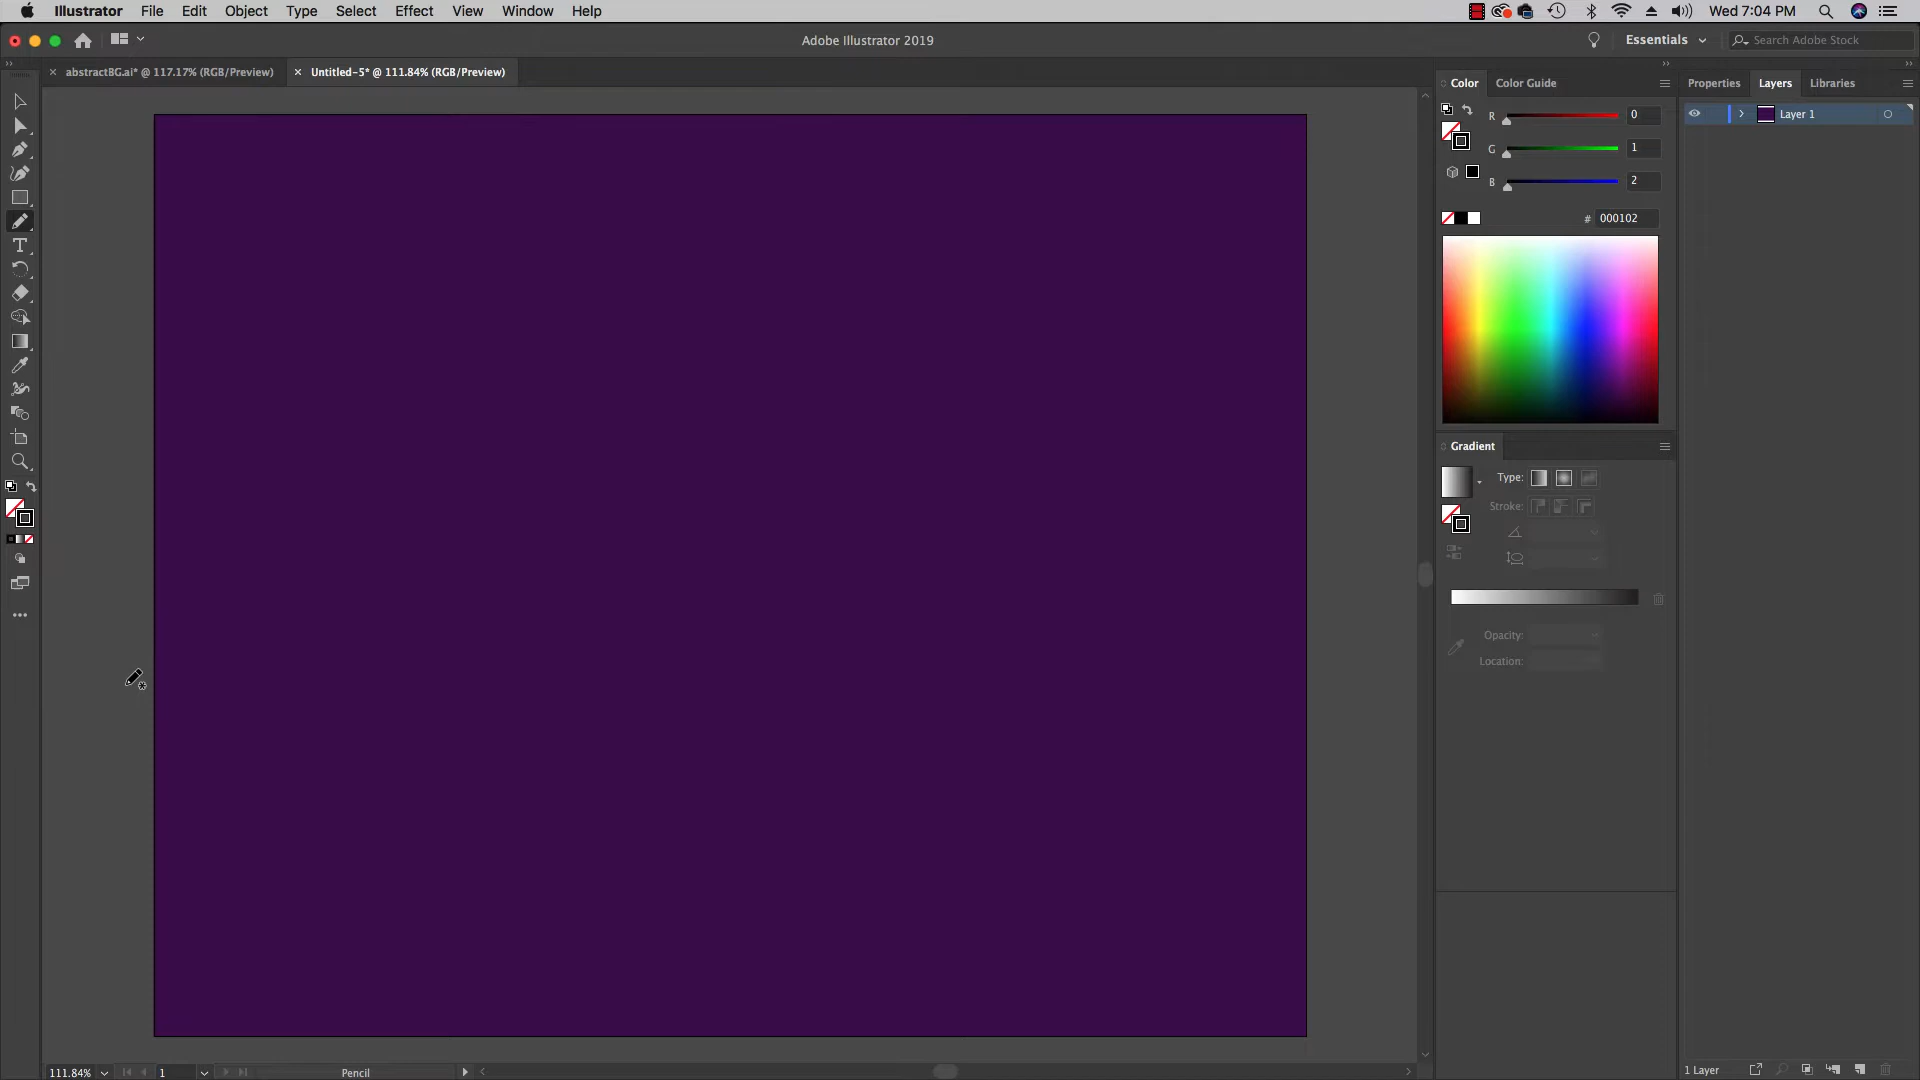 Illustrator File Edit Object Type Select Effect View Window Help
Wed 7:04 PM
Adobe Illustrator 2019
Essentials
Search Adobe Stock
abstractBG.ai* @ 117.17% (RGB/Preview)
Untitled-5* @ 111.84% (RGB/Preview)
Color
Color Guide
Properties
Layers
Libraries
R 0
Layer 1
G 1
B 2
# 000102
Gradient
Type:
Stroke:
Opacity:
Location:
111.84%
1
Pencil
1 Layer